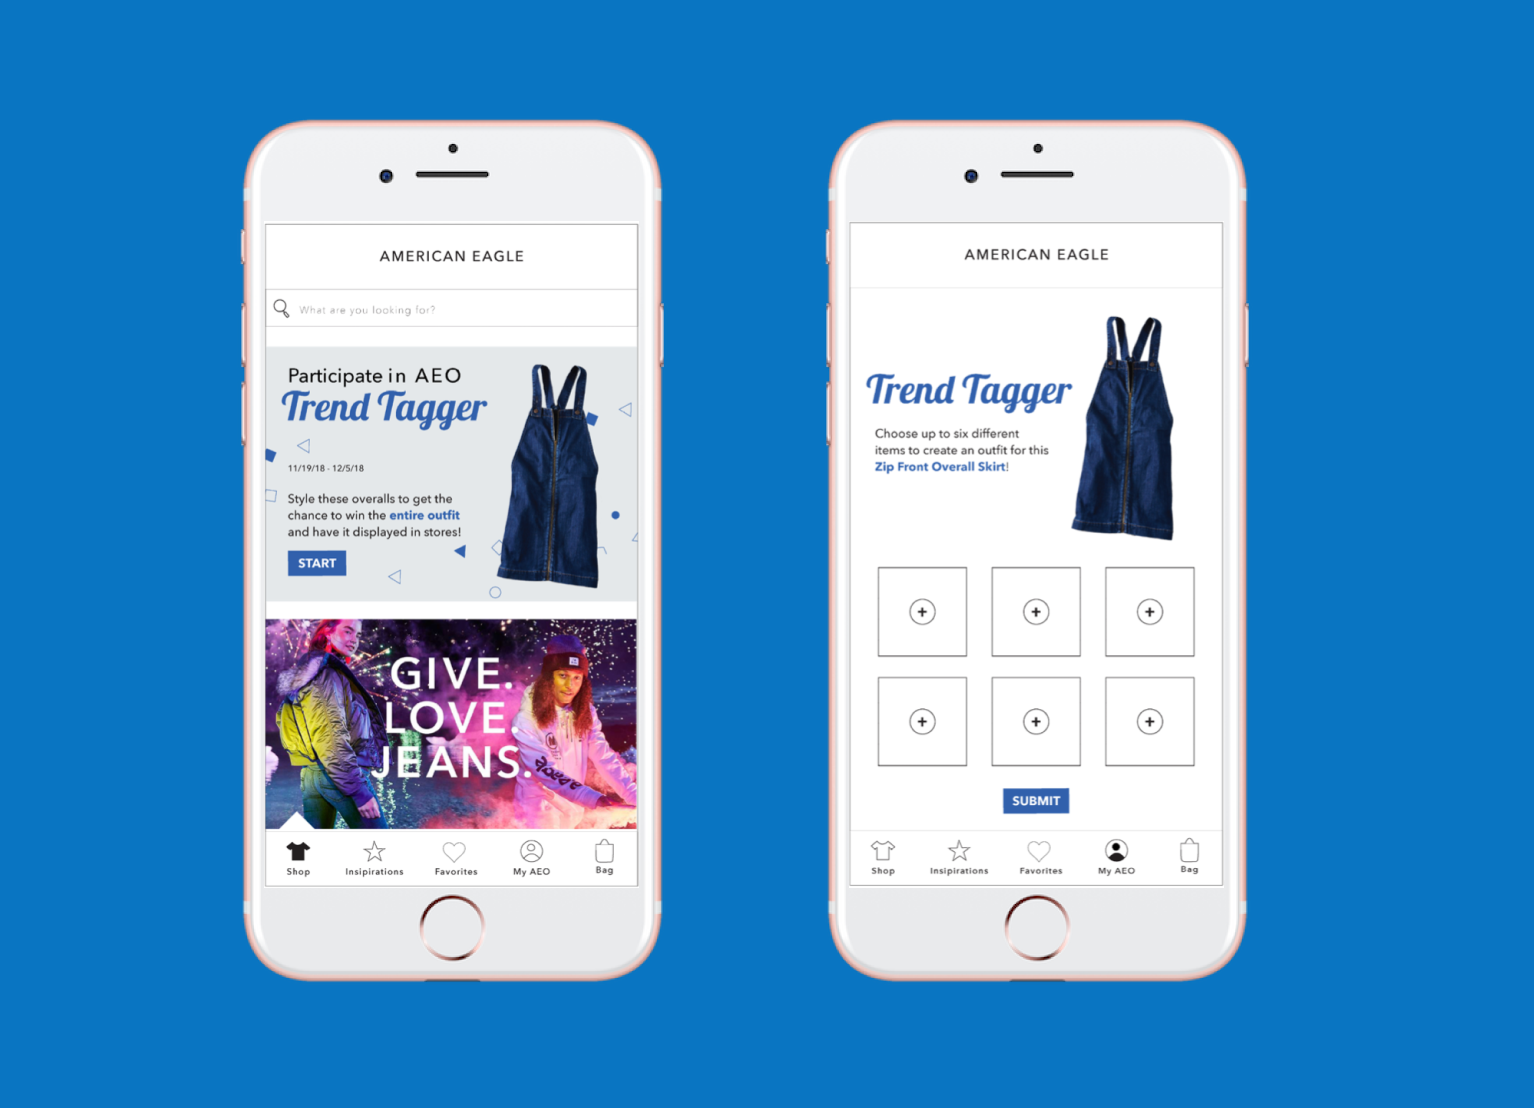 AMERICAN EAGLE
What are you looking for?
Participate in AEO
Trend Tagger
11/19/18 - 12/5/18
Style these overalls to get the
chance to win the entire outfit
and have it displayed in stores!
START
GIVE.
LOVE.
JEANS.
Shop
Insipirations
Favorites
My AEO
Bag
AMERICAN EAGLE
Trend Tagger
Choose up to six different
items to create an outfit for this
Zip Front Overall Skirt!
SUBMIT
Shop
Insipirations
Favorites
My AEO
Bag